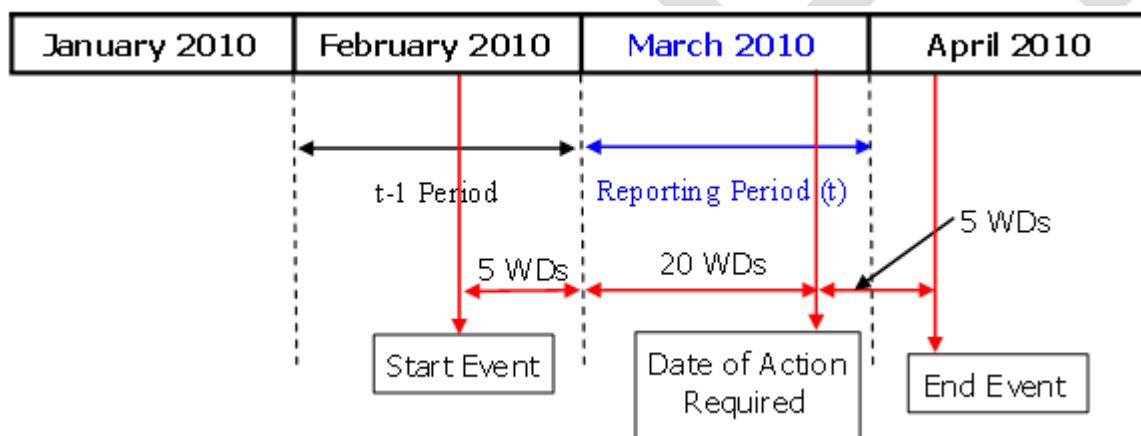 January 2010
February 2010
March 2010
April 2010
t-1 Period
Reporting Period (t)
5 WDs
5 WDs
20 WDs
Start Event
Date of Action
Required
End Event